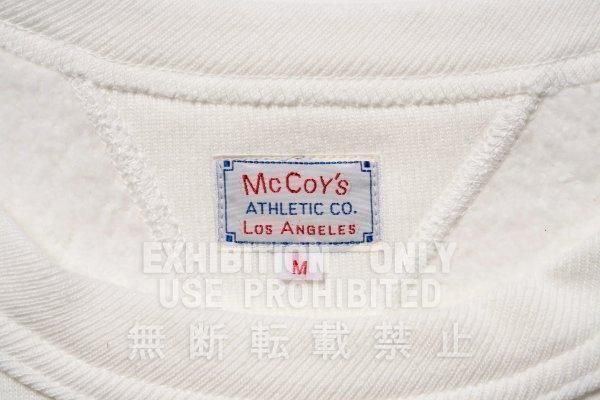 McCoy's
ATHLETIC CO.
LOS ANGELES
M
EXHIBITION ONLY
USE PROHIBITED
無断転載禁止